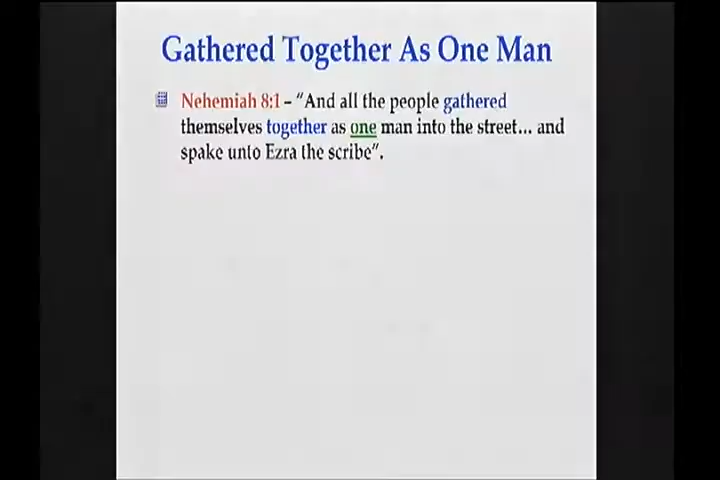 Gathered Together As One Man
Nehemiah 8:1 – “And all the people gathered
themselves together as one man into the street... and
spake unto Ezra the scribe”.